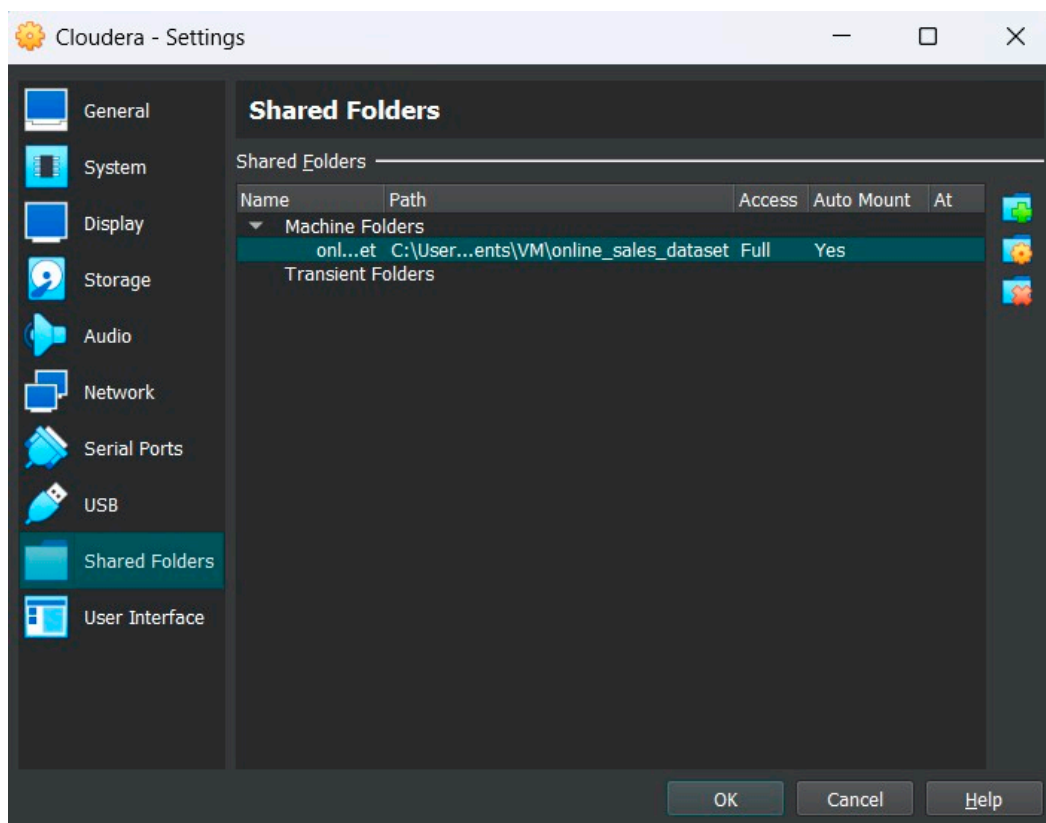 Cloudera - Settings
General
System
Display
Storage
Audio
Network
Serial Ports
USB
Shared Folders
User Interface
Shared Folders
Shared Folders
Name Path Access Auto Mount At
Machine Folders
onl...et C:\User...ents\VM\online_sales_dataset Full Yes
Transient Folders
OK Cancel Help